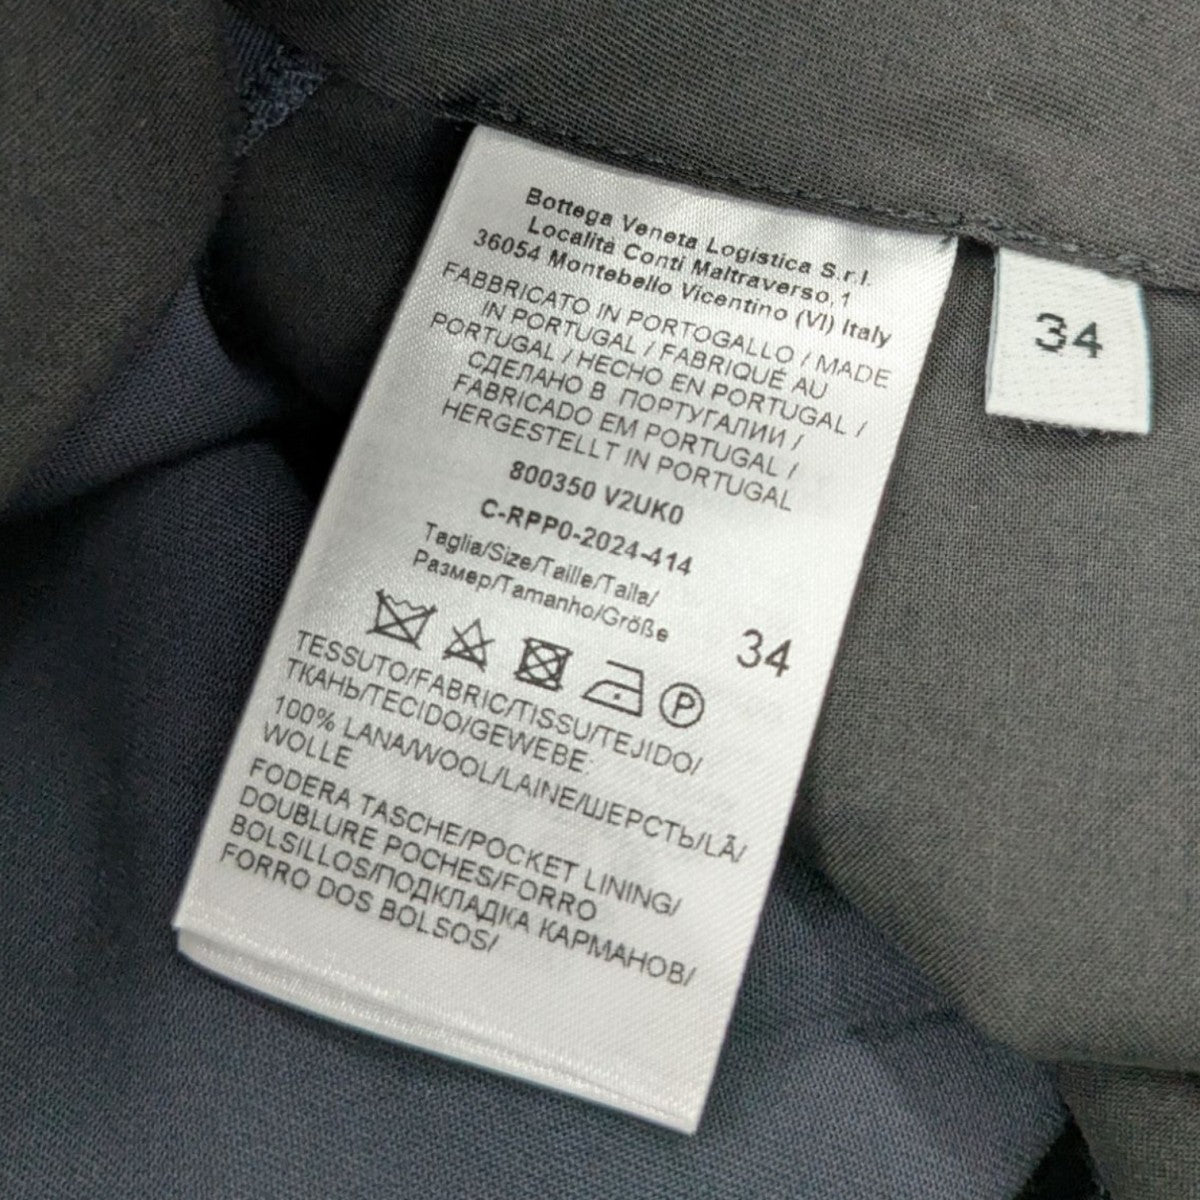 Bottega Veneta Logistica S.r.l.
Località Conti Maltraverso,1
36054 Montebello Vicentino (VI) Italy
FABBRICATO IN PORTOGALLO / MADE
IN PORTUGAL / FABRIQUÉ AU
PORTUGAL / HECHO EN PORTUGAL /
СДЕЛАНО В ПОРТУГАЛИИ /
FABRICADO EM PORTUGAL /
HERGESTELLT IN PORTUGAL
800350 V2UK0
C-RPP0-2024-414
Taglia/Size/Taille/Talla/
Размер/Tamanho/Größe
34
P
TESSUTO/FABRIC/TISSU/TEJIDO/
ТКАНЬ/TECIDO/GEWEBE:
100% LANA/WOOL/LAINE/ШЕРСТЬ/LÃ/
WOLLE
FODERA TASCHE/POCKET LINING/
DOUBLURE POCHES/FORRO
BOLSILLOS/ПОДКЛАДКА КАРМАНОВ/
FORRO DOS BOLSOS/
34